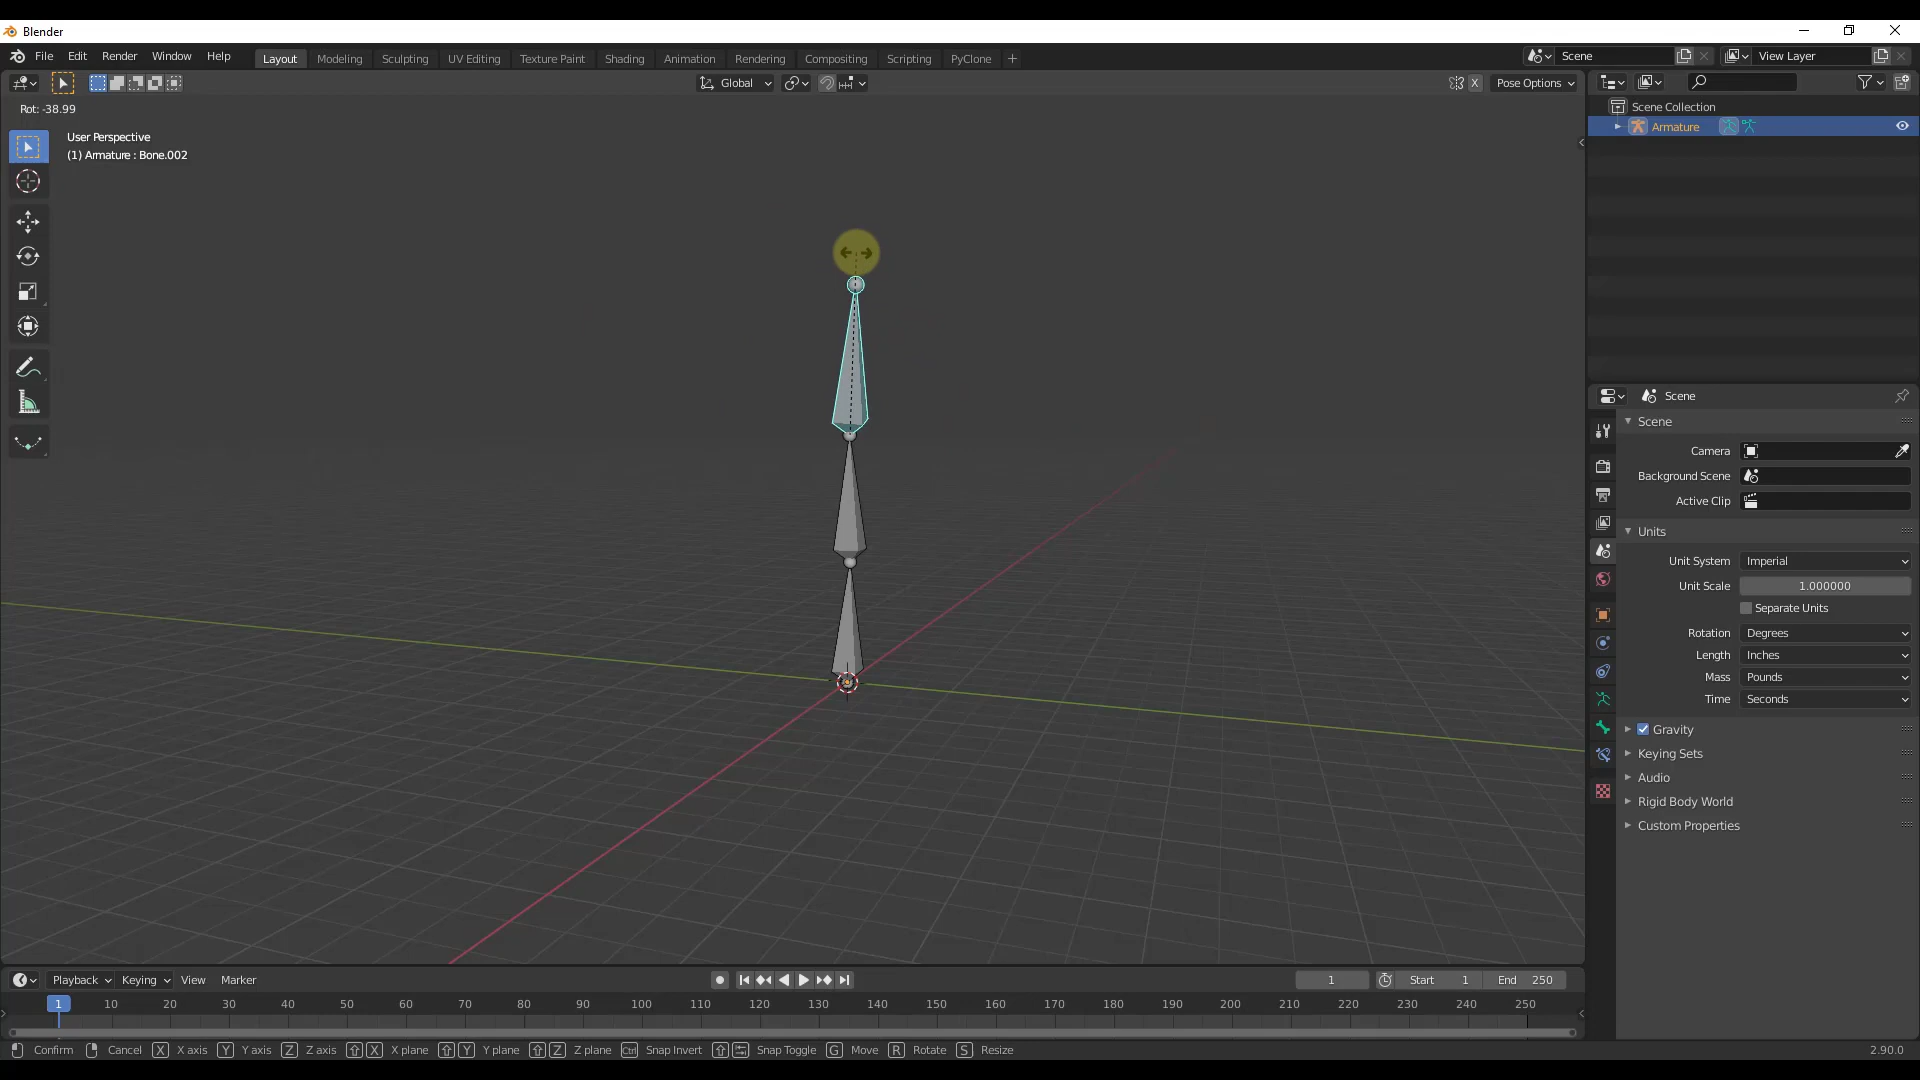 Blender
File Edit Render Window Help Layout Modeling Sculpting UV Editing Texture Paint Shading Animation Rendering Compositing Scripting PyClone + Scene View Layer
Global X Pose Options
Rot: -38.99
User Perspective
(1) Armature : Bone.002
Scene Collection
Armature
Scene
Scene
Camera
Background Scene
Active Clip
Units
Unit System Imperial
Unit Scale 1.000000
Separate Units
Rotation Degrees
Length Inches
Mass Pounds
Time Seconds
Gravity
Keying Sets
Audio
Rigid Body World
Custom Properties
Playback Keying View Marker 1 Start 1 End 250
1 10 20 30 40 50 60 70 80 90 100 110 120 130 140 150 160 170 180 190 200 210 220 230 240 250
Confirm Cancel X X axis Y Y axis Z Z axis X X plane Y Y plane Z Z plane Ctrl Snap Invert Snap Toggle G Move R Rotate S Resize 2.90.0